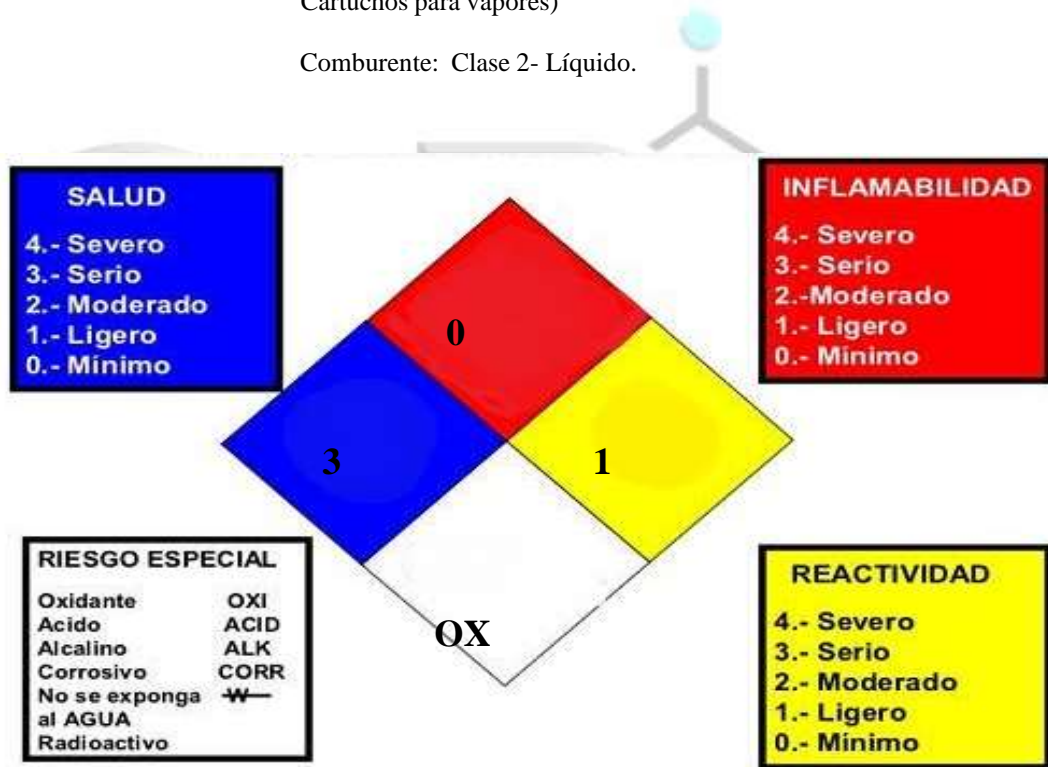 Cartuchos para vapores)
Comburente: Clase 2- Líquido.
SALUD
4.- Severo
3.- Serio
2.- Moderado
1.- Ligero
0.- Mínimo
INFLAMABILIDAD
4.- Severo
3.- Serio
2.-Moderado
1.- Ligero
0.- Mínimo
0
3
1
OX
RIESGO ESPECIAL
Oxidante OXI
Acido ACID
Alcalino ALK
Corrosivo CORR
No se exponga W
al AGUA
Radioactivo
REACTIVIDAD
4.- Severo
3.- Serio
2.- Moderado
1.- Ligero
0.- Mínimo